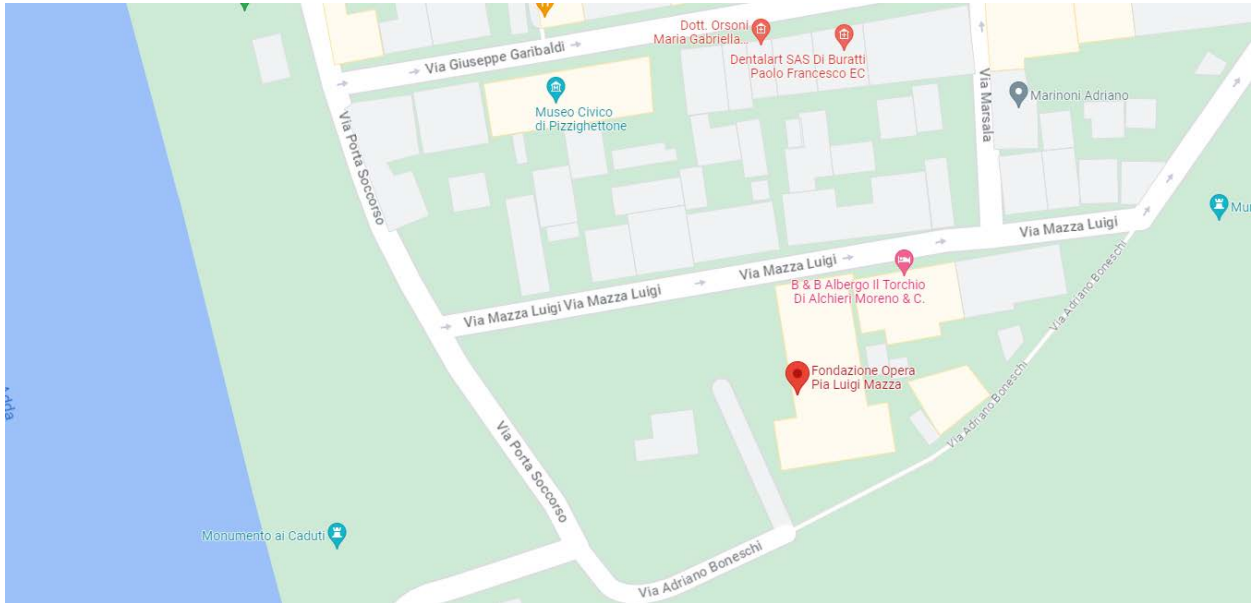 Dott. Orsoni
Maria Gabriella...
Dentalart SAS Di Buratti
Paolo Francesco EC
Via Giuseppe Garibaldi
Museo Civico
di Pizzighettone
Via Marsala
Marinoni Adriano
Via Porta Soccorso
Mur
Via Mazza Luigi
Via Mazza Luigi
Via Mazza Luigi Via Mazza Luigi
B & B Albergo Il Torchio
Di Alchieri Moreno & C.
Via Adriano Boneschi
Fondazione Opera
Pia Luigi Mazza
Adda
Via Adriano Boneschi
Via Porta Soccorso
Monumento ai Caduti
Via Adriano Boneschi